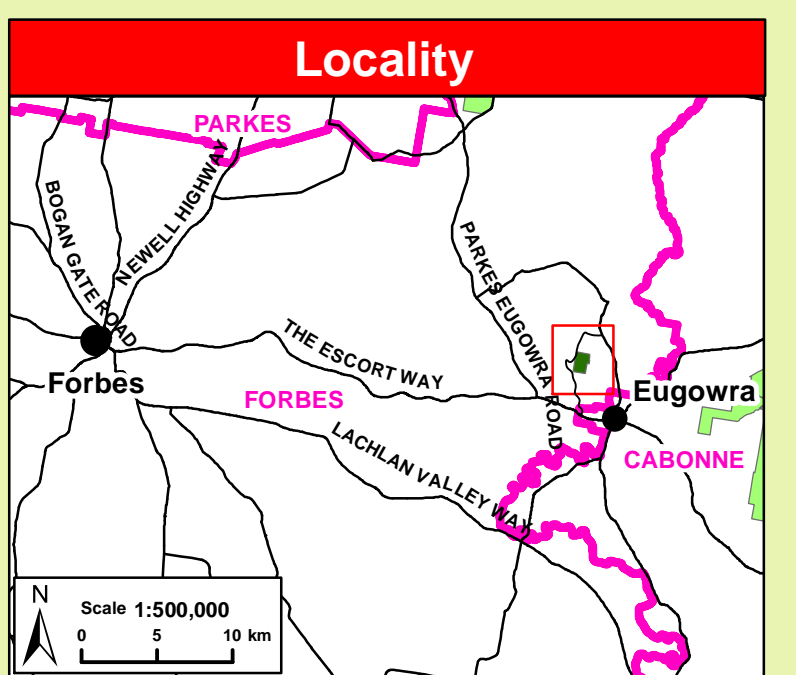 Locality
PARKES
BOGAN GATE ROAD
NEWELL HIGHWAY
PARKES EUGOWRA ROAD
THE ESCORT WAY
Forbes
FORBES
Eugowra
LACHLAN VALLEY WAY
CABONNE
N
Scale 1:500,000
0 5 10 km